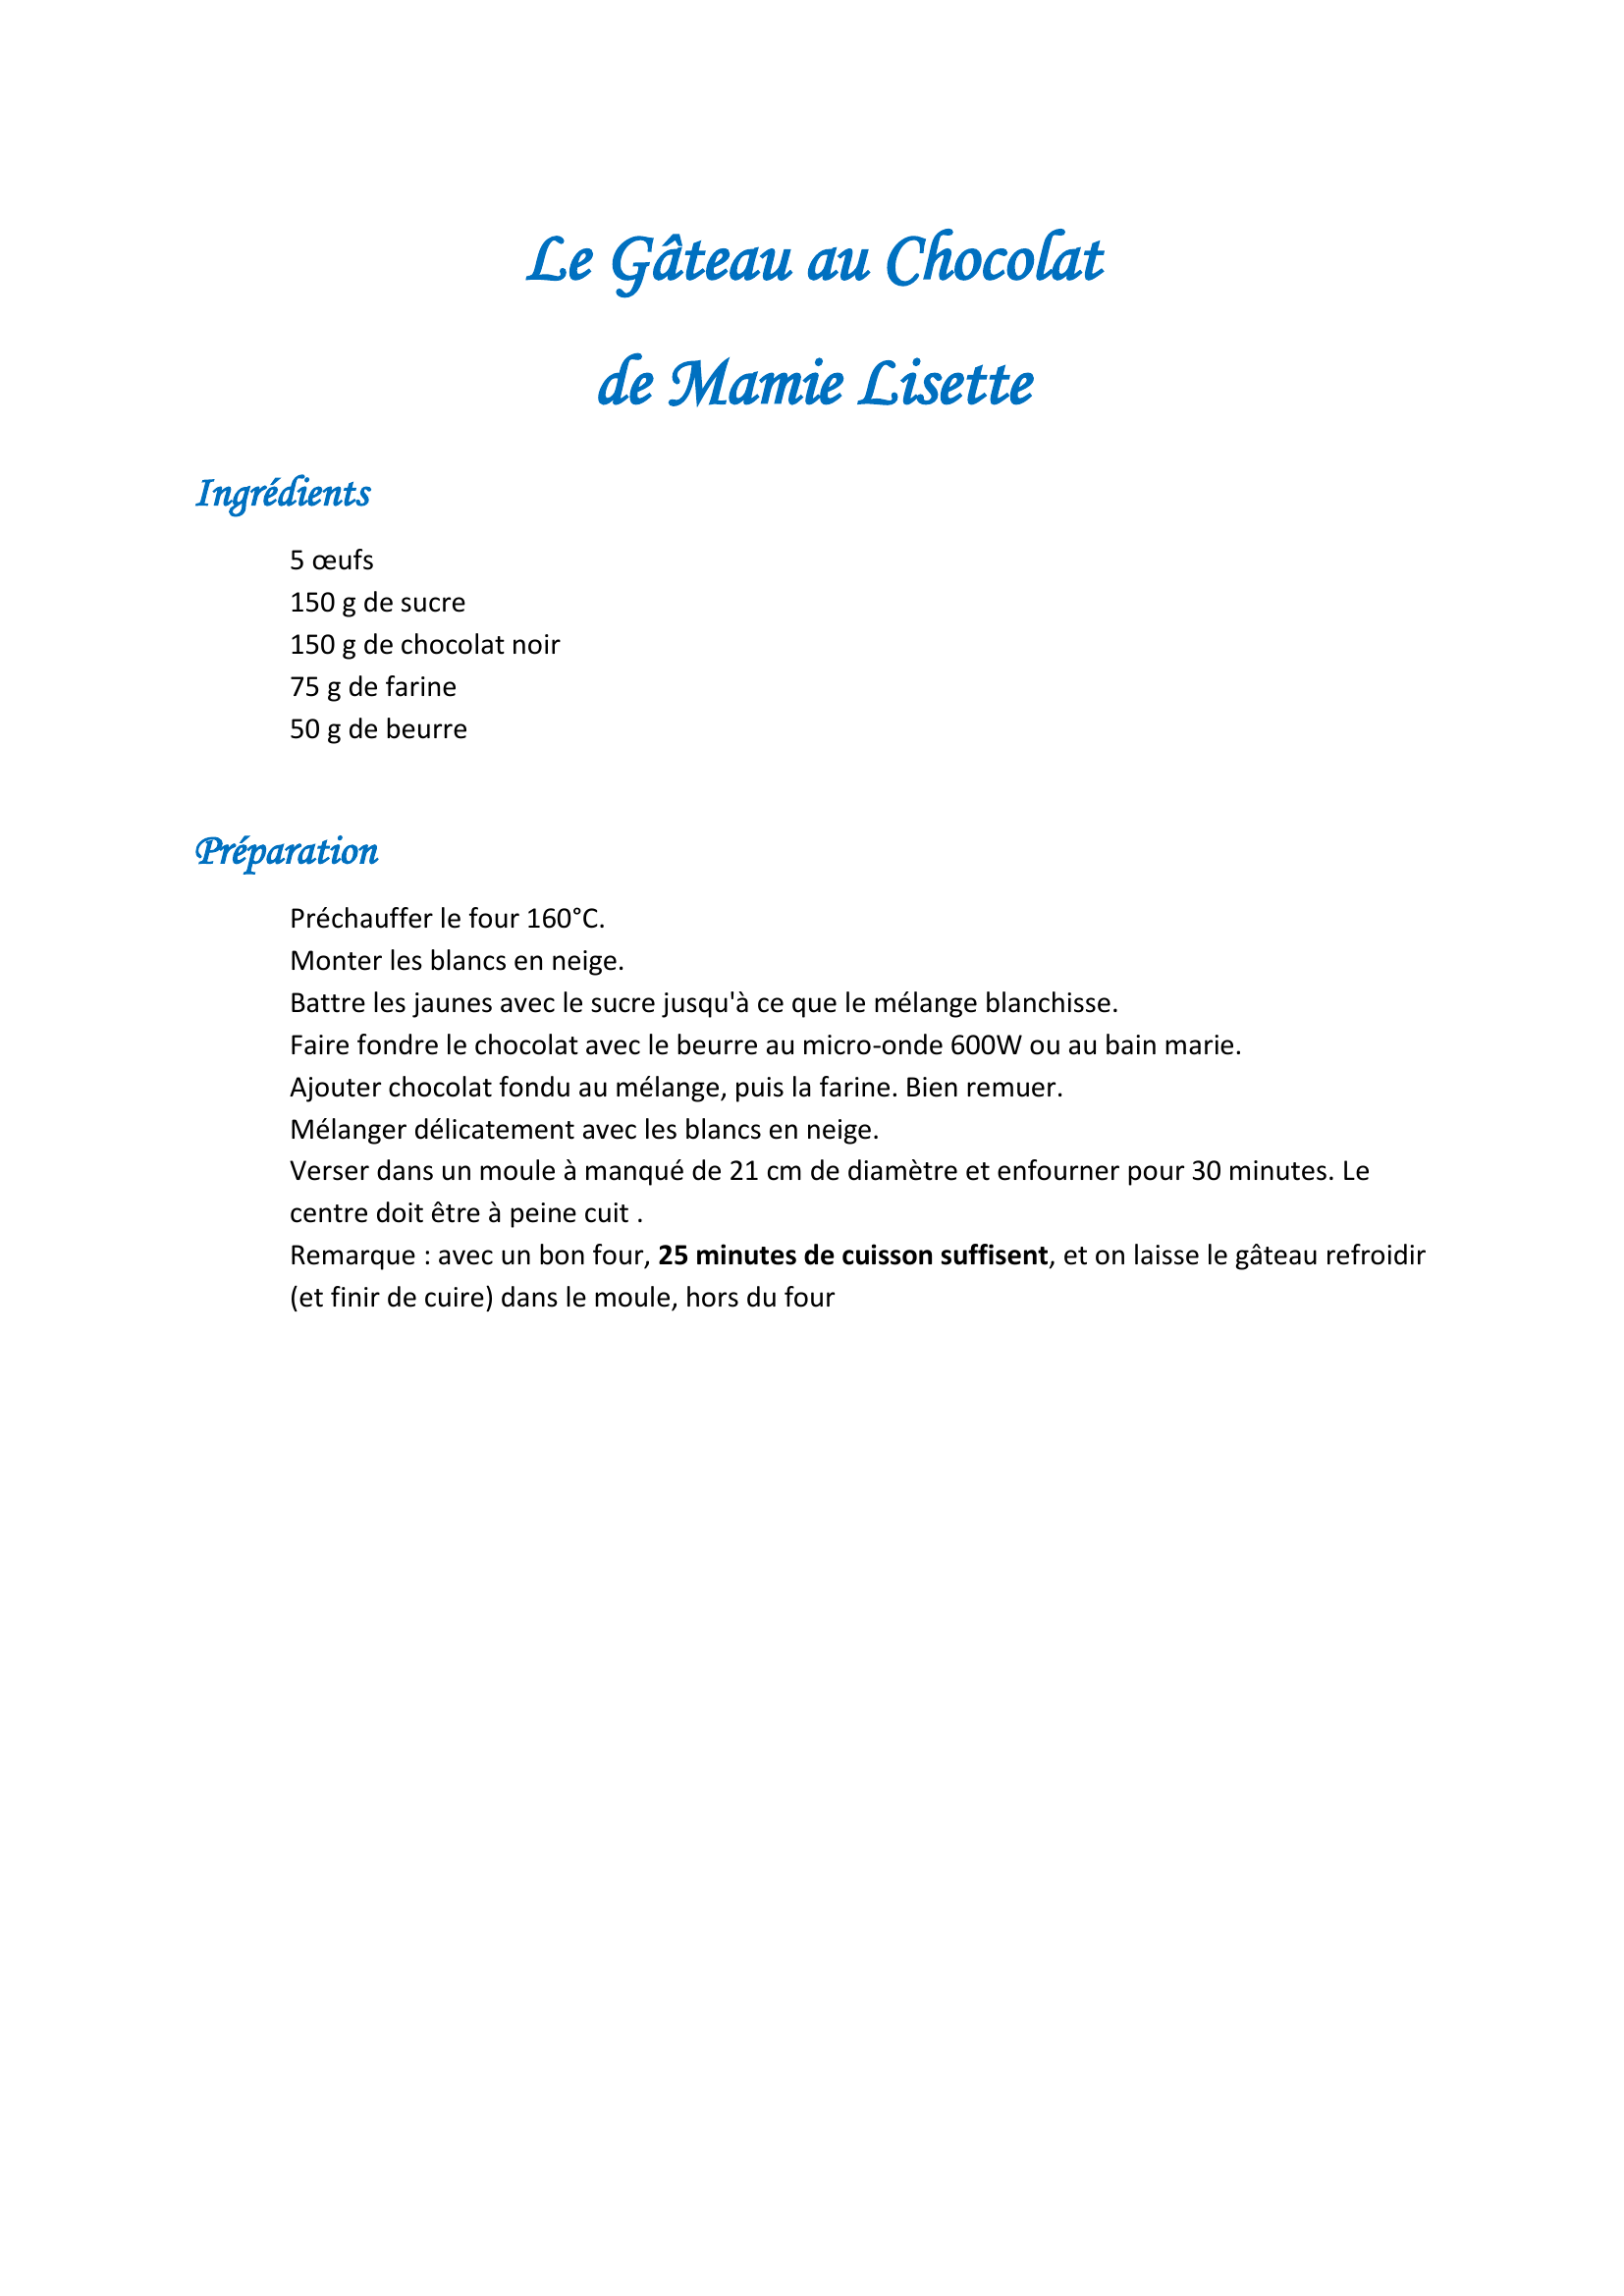 Le Gâteau au Chocolat
de Mamie Lisette
Ingrédients
5 œufs
150 g de sucre
150 g de chocolat noir
75 g de farine
50 g de beurre
Préparation
Préchauffer le four 160°C.
Monter les blancs en neige.
Battre les jaunes avec le sucre jusqu'à ce que le mélange blanchisse.
Faire fondre le chocolat avec le beurre au micro-onde 600W ou au bain marie.
Ajouter chocolat fondu au mélange, puis la farine. Bien remuer.
Mélanger délicatement avec les blancs en neige.
Verser dans un moule à manqué de 21 cm de diamètre et enfourner pour 30 minutes. Le
centre doit être à peine cuit .
Remarque : avec un bon four, 25 minutes de cuisson suffisent, et on laisse le gâteau refroidir
(et finir de cuire) dans le moule, hors du four